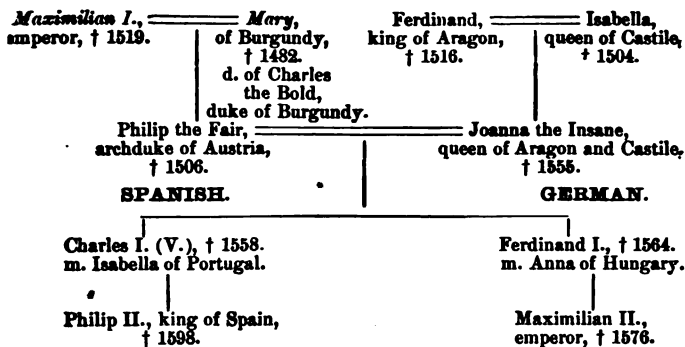 Maximilian I., Mary, Ferdinand, Isabella,
emperor, † 1519. of Burgundy, king of Aragon, queen of Castile,
† 1482. † 1516. † 1504.
d. of Charles
the Bold,
duke of Burgundy.
Philip the Fair, Joanna the Insane,
archduke of Austria, queen of Aragon and Castile,
† 1506. † 1555.
SPANISH. GERMAN.
Charles I. (V.), † 1558. Ferdinand I., † 1564.
m. Isabella of Portugal. m. Anna of Hungary.
Philip II., king of Spain, Maximilian II.,
† 1598. emperor, † 1576.